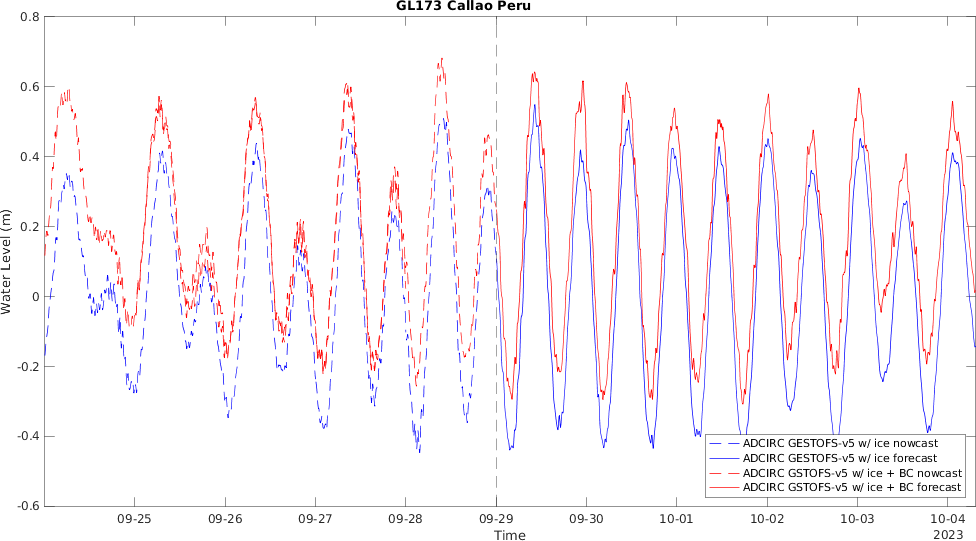 GL173 Callao Peru
0.8
0.6
0.4
0.2
0
-0.2
-0.4
-0.6
Water Level (m)
ADCIRC GESTOFS-v5 w/ ice nowcast
ADCIRC GESTOFS-v5 w/ ice forecast
ADCIRC GSTOFS-v5 w/ ice + BC nowcast
ADCIRC GSTOFS-v5 w/ ice + BC forecast
09-25 09-26 09-27 09-28 09-29 09-30 10-01 10-02 10-03 10-04
Time
2023